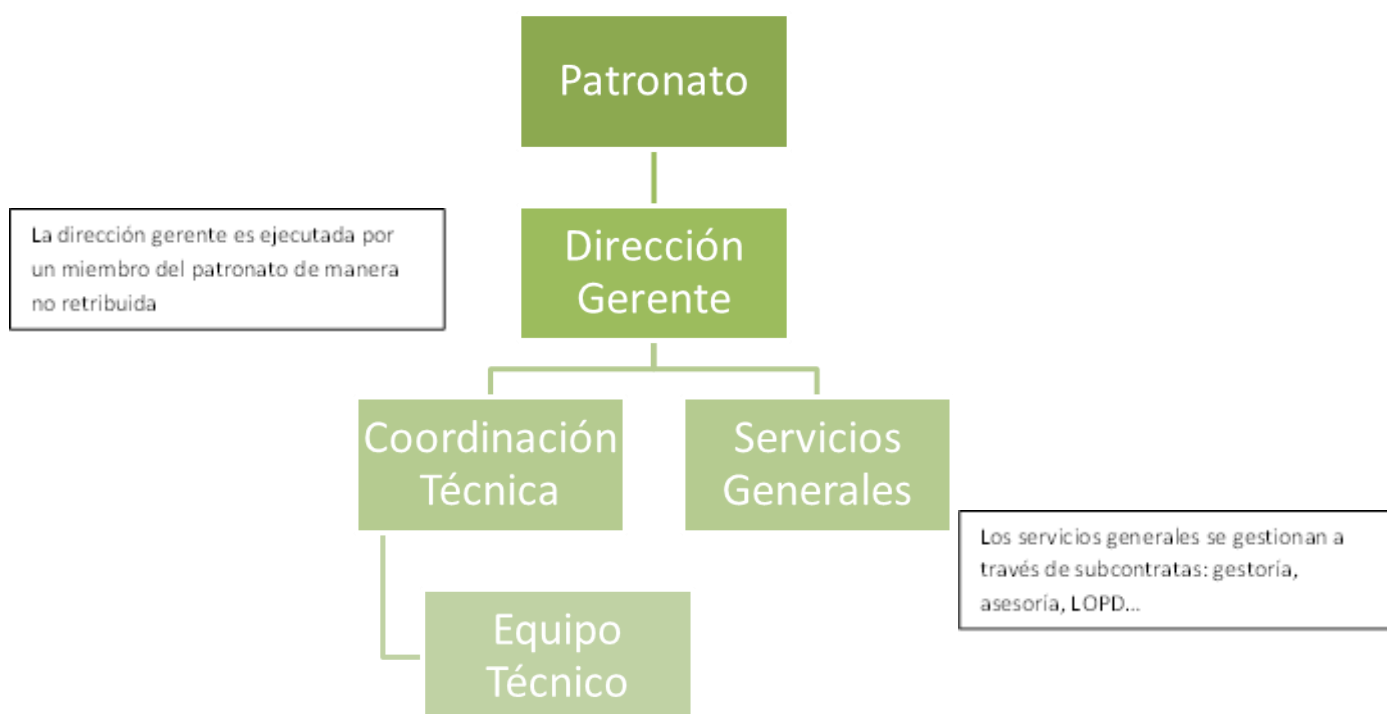 Patronato
La dirección gerente es ejecutada por
un miembro del patronato de manera
no retribuida
Dirección
Gerente
Coordinación
Técnica
Servicios
Generales
Los servicios generales se gestionan a
través de subcontratas: gestoría,
asesoría, LOPD...
Equipo
Técnico